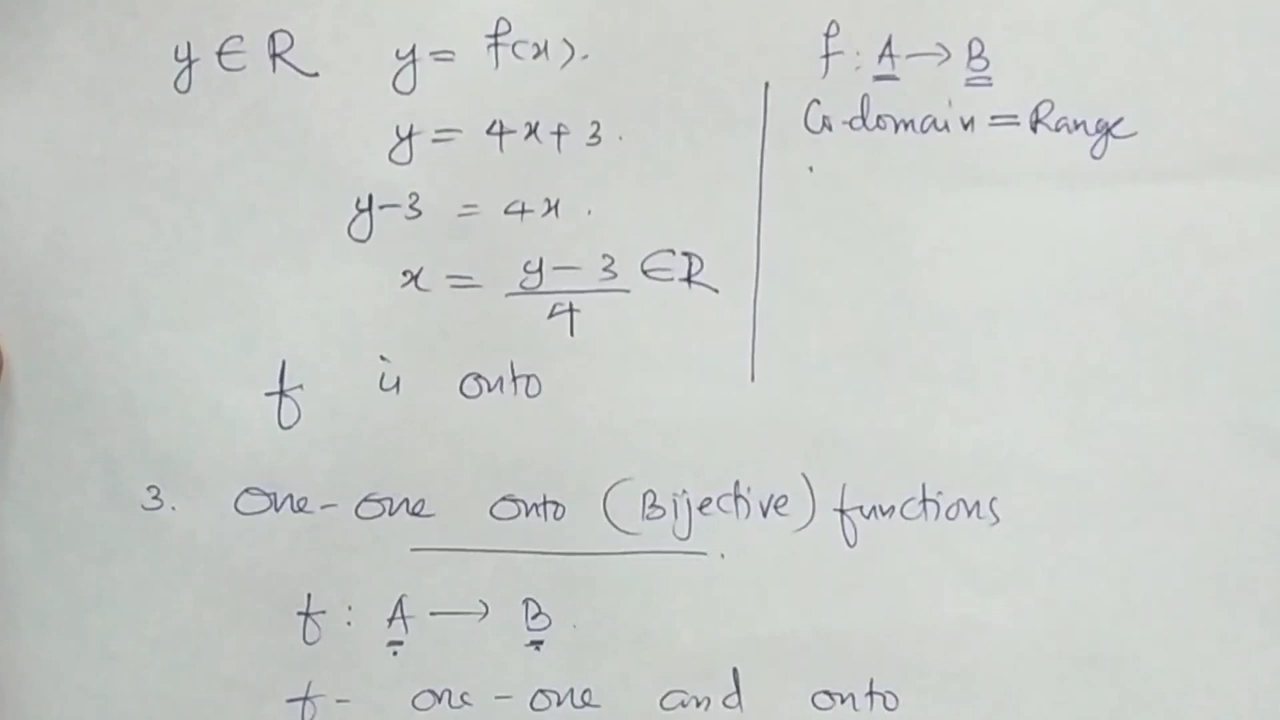 y ∈ R y = f(x).
y = 4x + 3.
y - 3 = 4x.
x = (y - 3)/4 ∈ R
f is onto
f : A → B
Co-domain = Range
3. One-one onto (Bijective) functions
f : A → B
f - one-one and onto